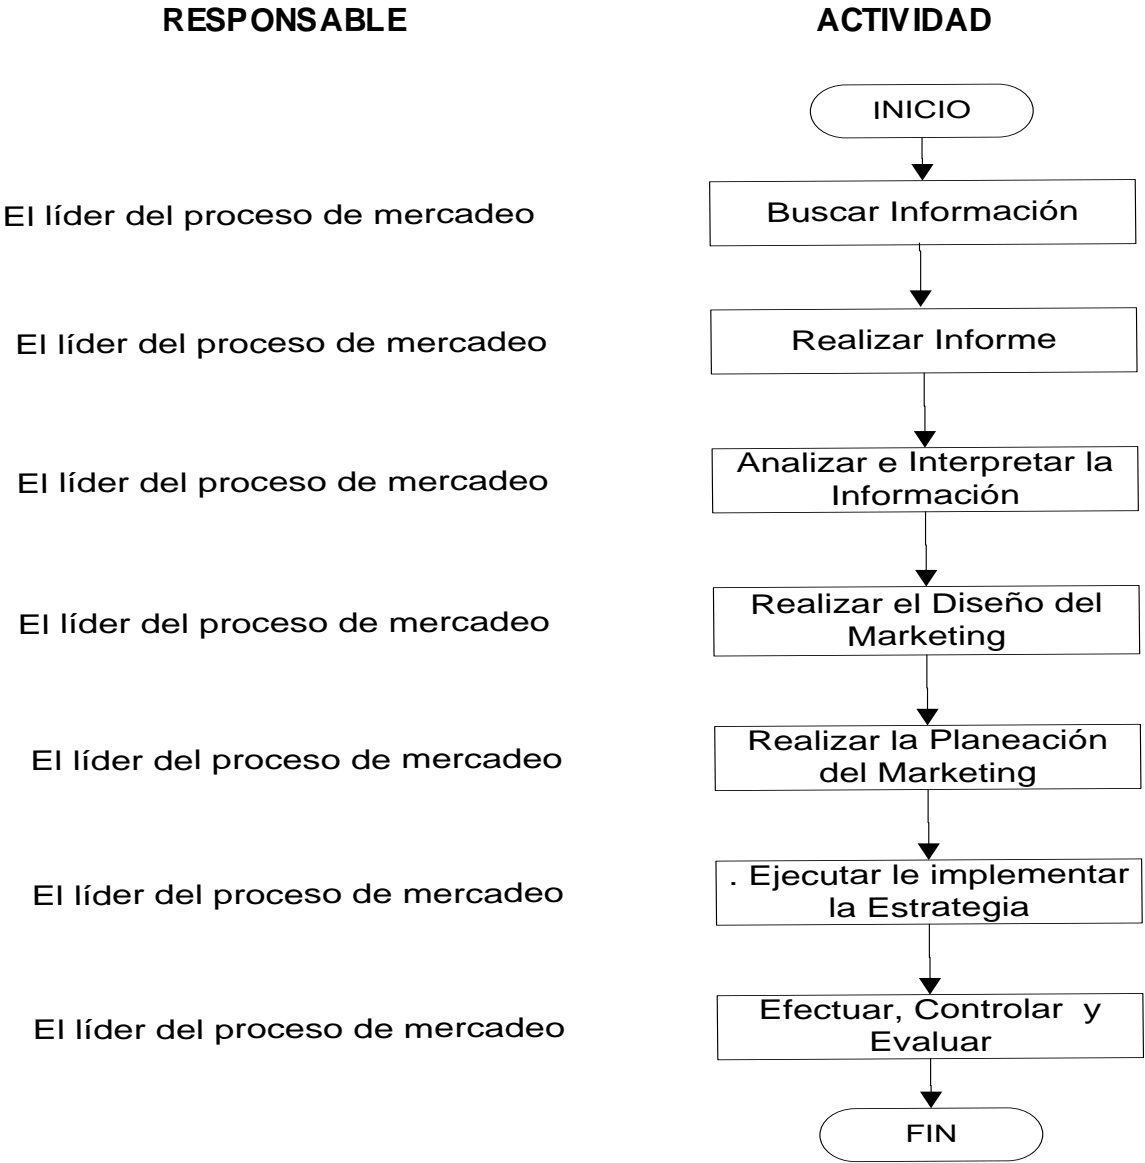 RESPONSABLE ACTIVIDAD
INICIO
El líder del proceso de mercadeo Buscar Información
El líder del proceso de mercadeo Realizar Informe
El líder del proceso de mercadeo Analizar e Interpretar la
Información
El líder del proceso de mercadeo Realizar el Diseño del
Marketing
El líder del proceso de mercadeo Realizar la Planeación
del Marketing
El líder del proceso de mercadeo . Ejecutar le implementar
la Estrategia
El líder del proceso de mercadeo Efectuar, Controlar y
Evaluar
FIN